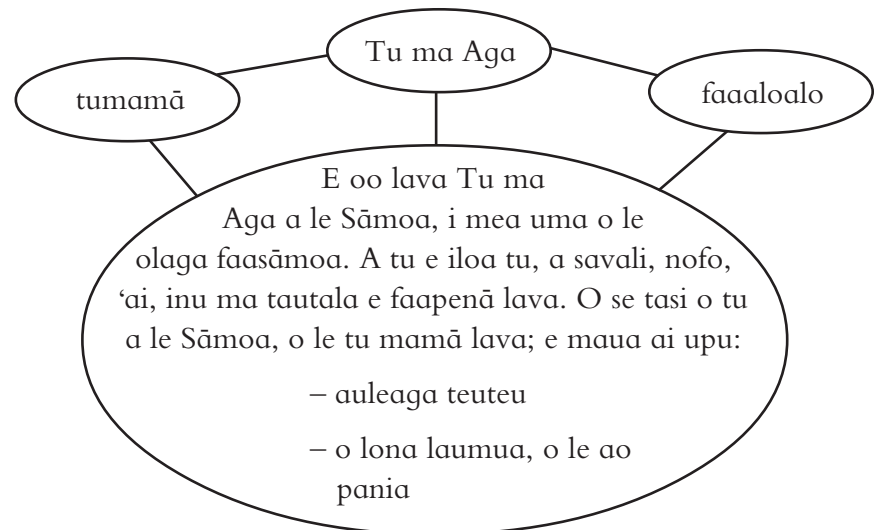 Tu ma Aga
tumamā
faaaloalo
E oo lava Tu ma
Aga a le Sāmoa, i mea uma o le
olaga faasāmoa. A tu e iloa tu, a savali, nofo,
‘ai, inu ma tautala e faapenā lava. O se tasi o tu
a le Sāmoa, o le tu mamā lava; e maua ai upu:
– auleaga teuteu
– o lona laumua, o le ao
pania